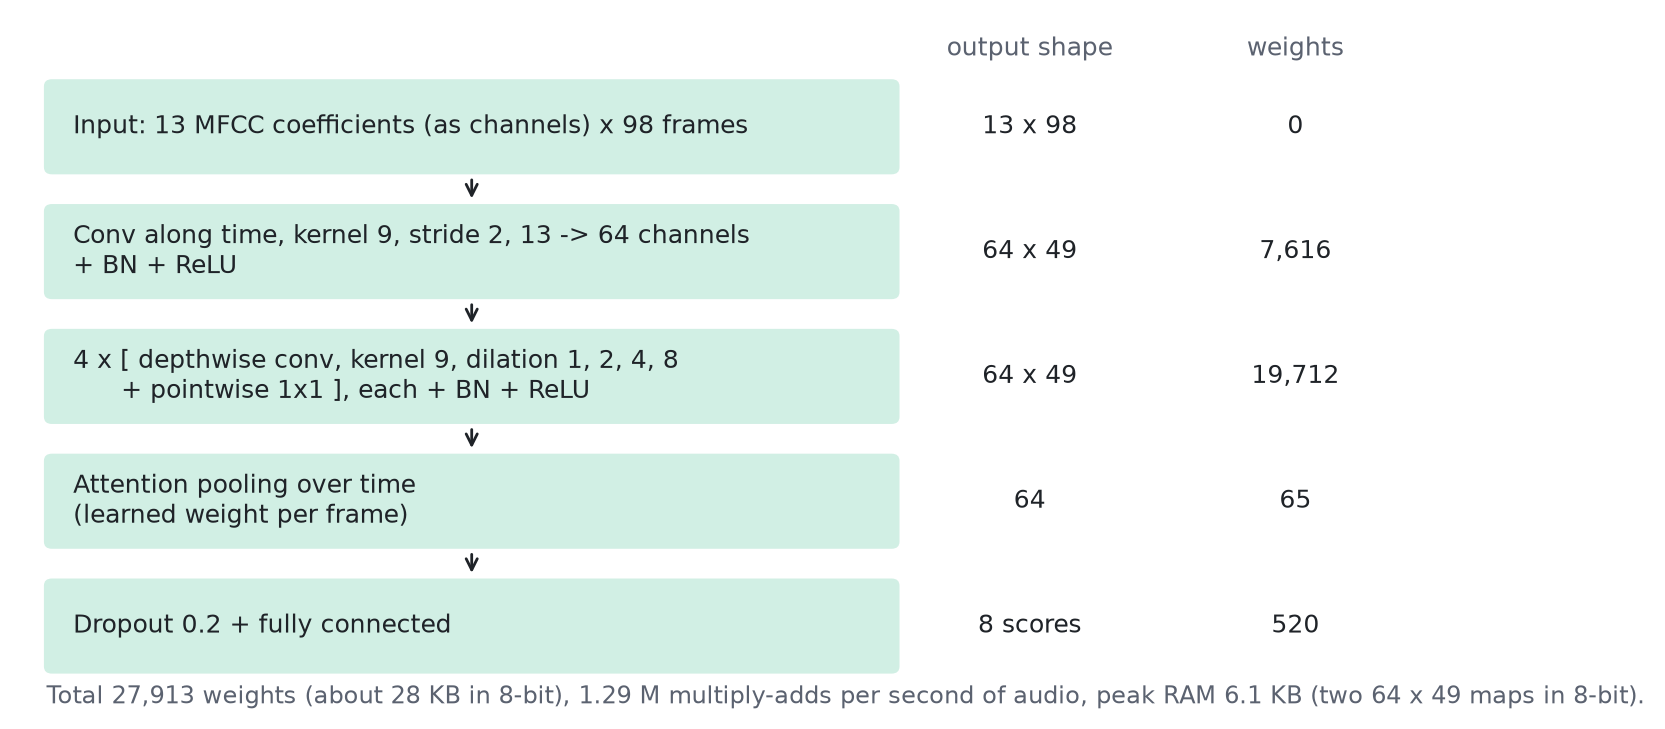 output shape weights
Input: 13 MFCC coefficients (as channels) x 98 frames 13 x 98 0
Conv along time, kernel 9, stride 2, 13 -> 64 channels
+ BN + ReLU 64 x 49 7,616
4 x [ depthwise conv, kernel 9, dilation 1, 2, 4, 8
+ pointwise 1x1 ], each + BN + ReLU 64 x 49 19,712
Attention pooling over time
(learned weight per frame) 64 65
Dropout 0.2 + fully connected 8 scores 520
Total 27,913 weights (about 28 KB in 8-bit), 1.29 M multiply-adds per second of audio, peak RAM 6.1 KB (two 64 x 49 maps in 8-bit).